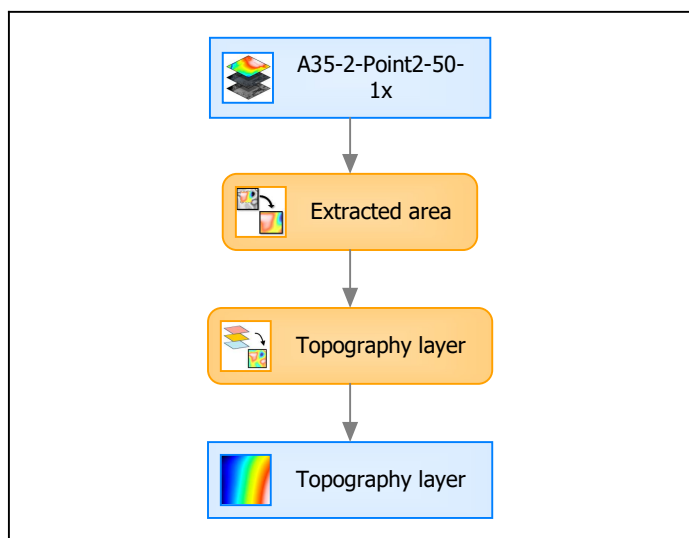 A35-2-Point2-50-
1x
Extracted area
Topography layer
Topography layer